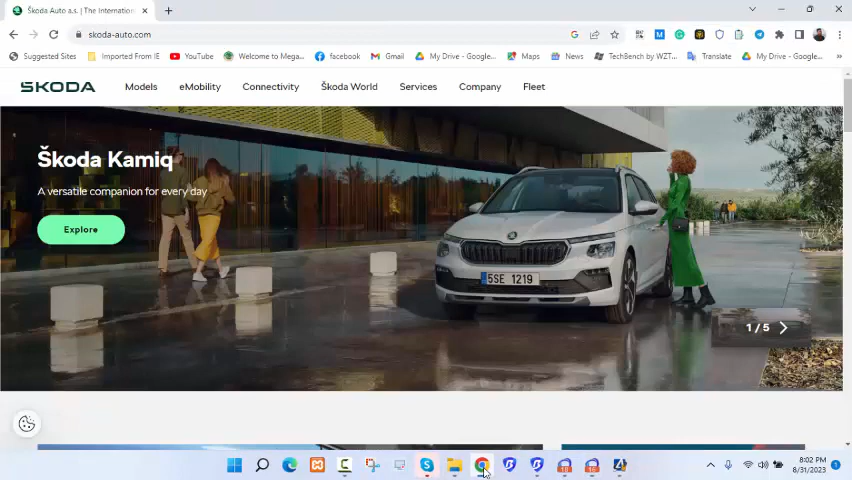 Škoda Auto a.s. | The Internation
skoda-auto.com
Suggested Sites
Imported From IE
YouTube
Welcome to Mega...
facebook
Gmail
My Drive - Google...
Maps
News
TechBench by WZT...
Translate
My Drive - Google...
»
ŠKODA
Models
eMobility
Connectivity
Škoda World
Services
Company
Fleet
Škoda Kamiq
A versatile companion for every day
Explore
5SE 1219
1 / 5
8:02 PM
8/31/2023